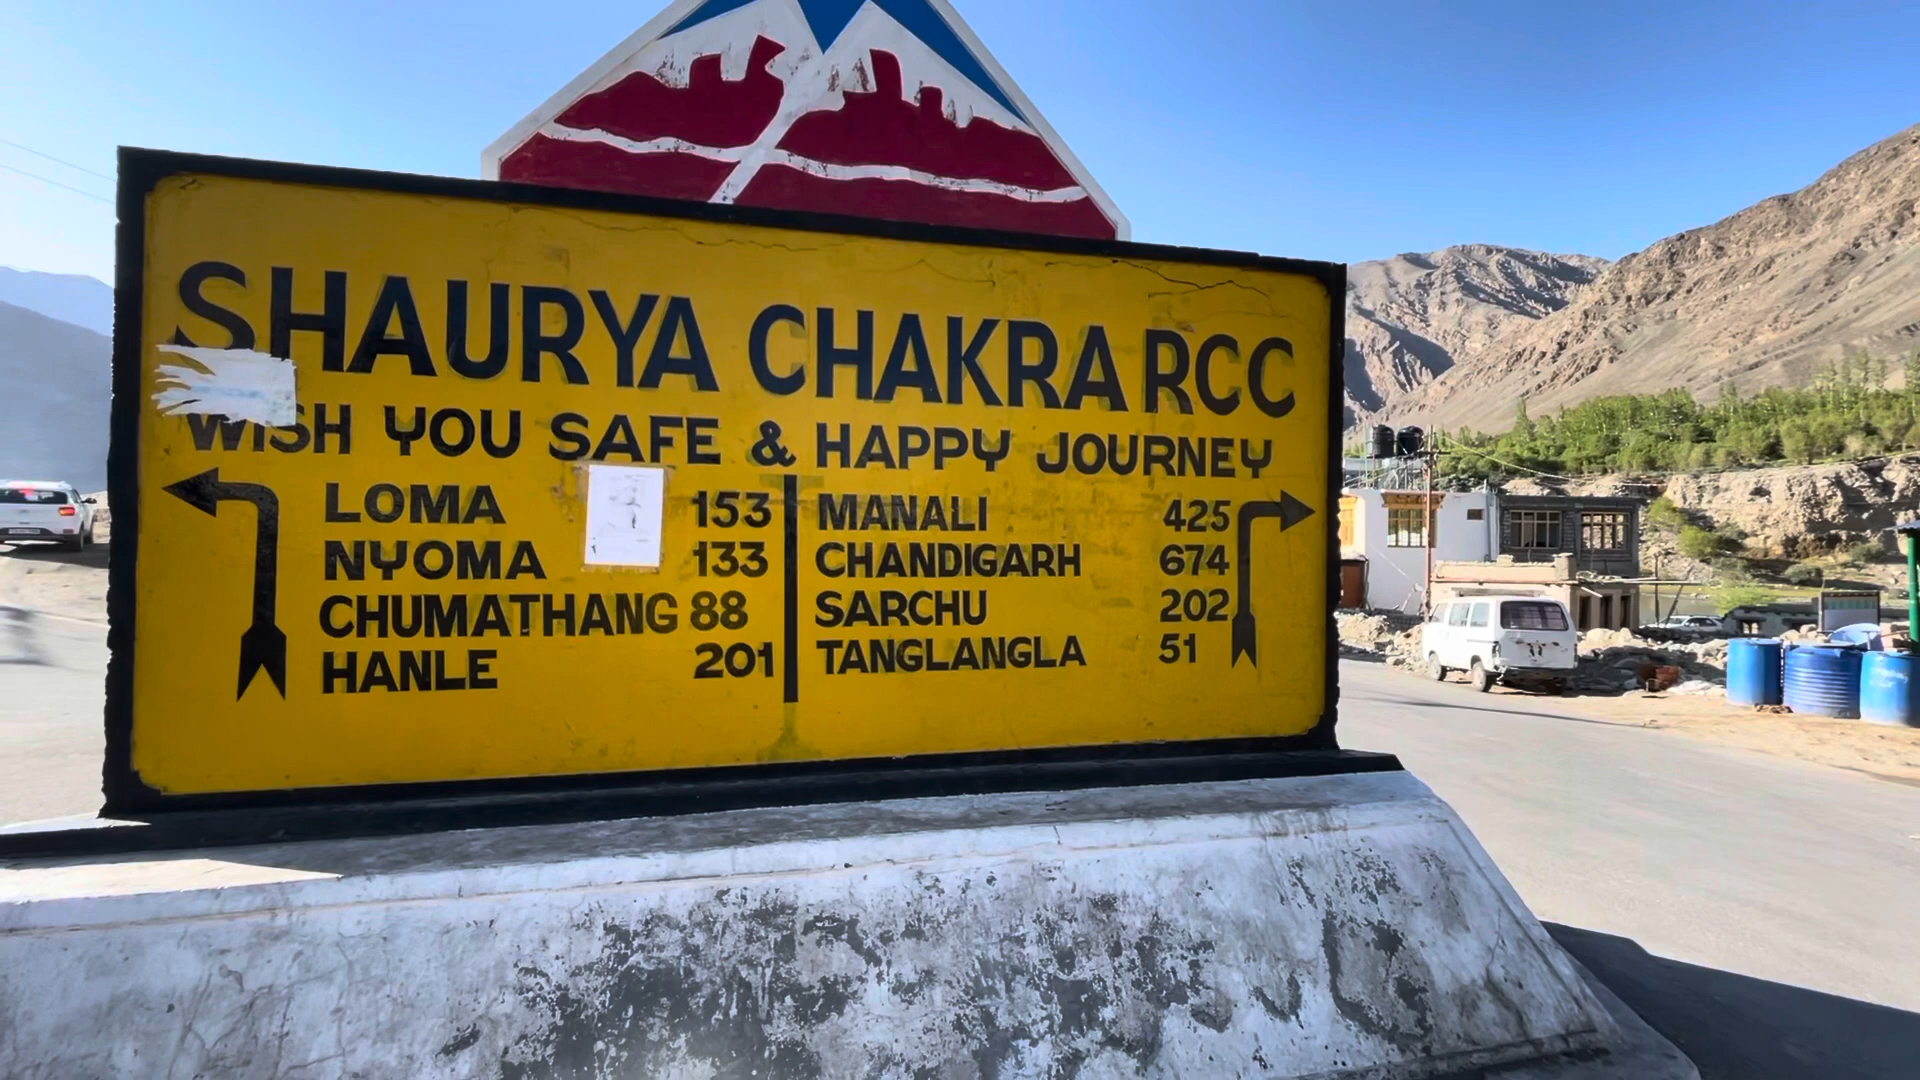 SHAURYA CHAKRA RCC
WISH YOU SAFE & HAPPY JOURNEY
LOMA 153
NYOMA 133
CHUMATHANG 88
HANLE 201
MANALI 425
CHANDIGARH 674
SARCHU 202
TANGLANGLA 51